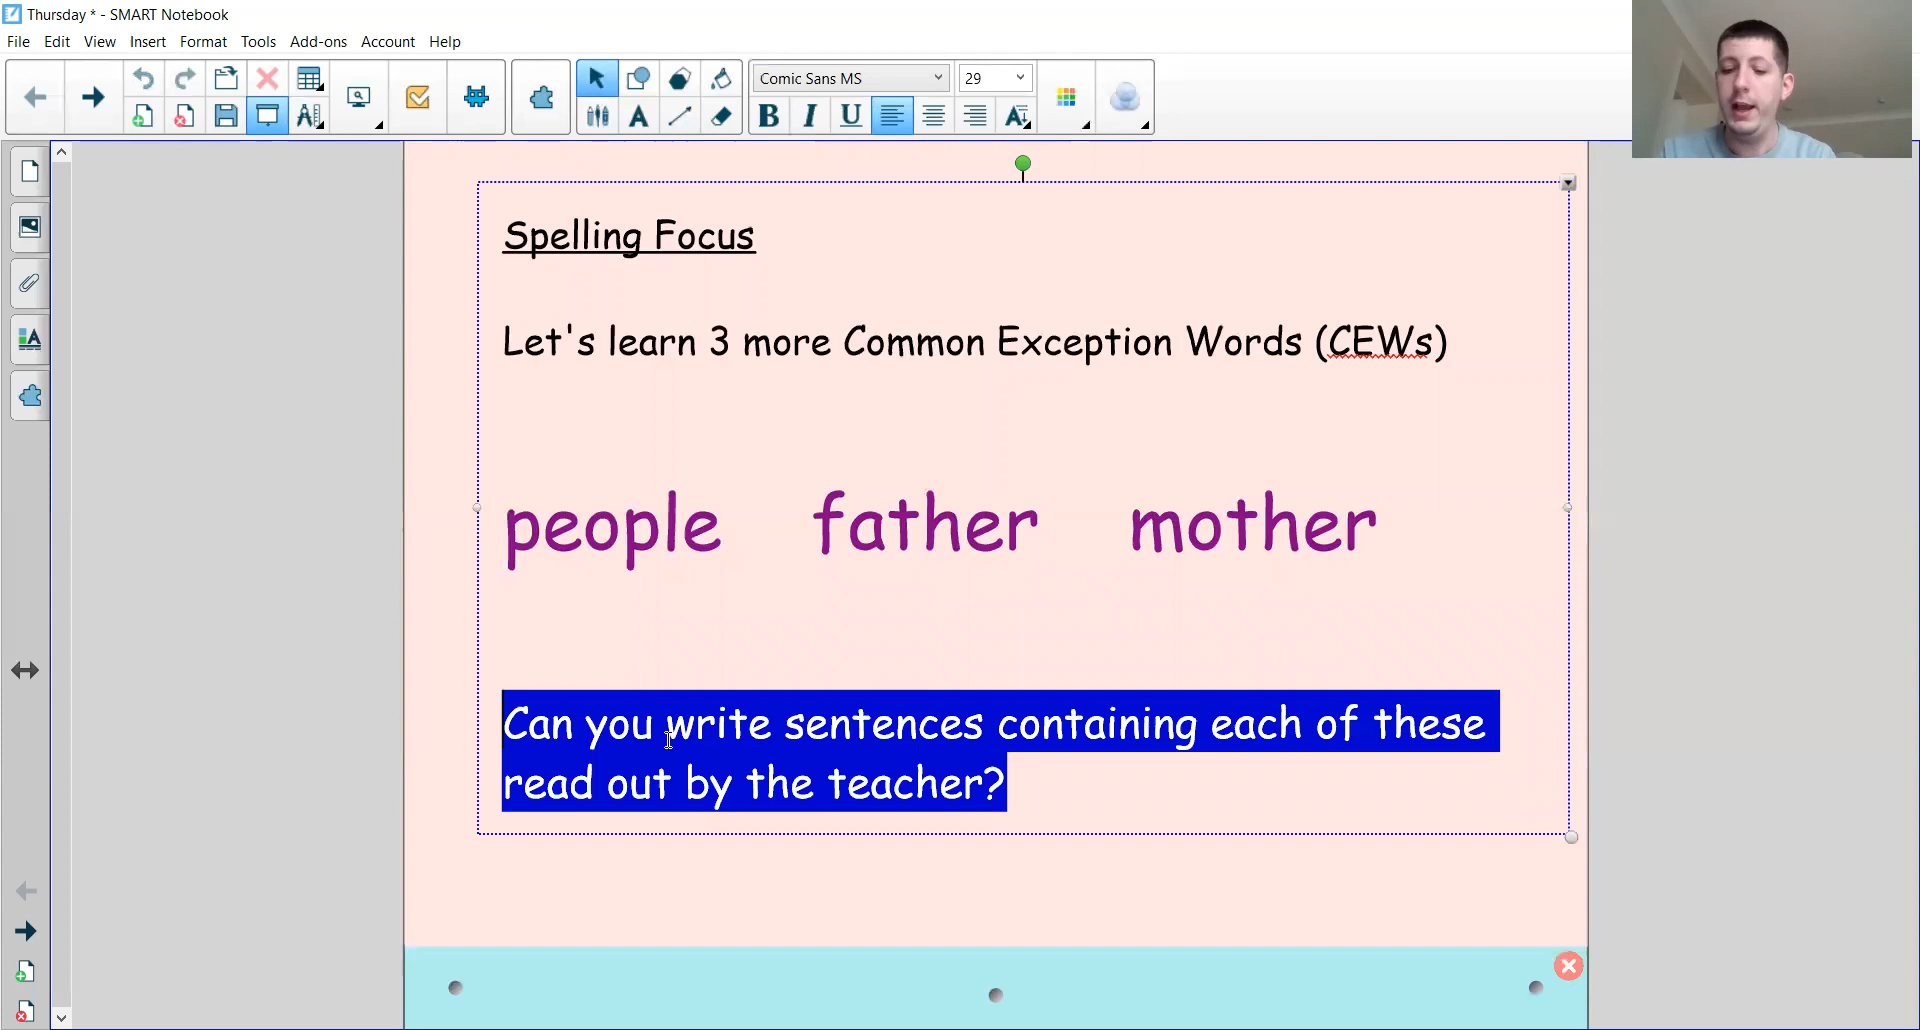 Thursday * - SMART Notebook
File Edit View Insert Format Tools Add-ons Account Help
Comic Sans MS 29
B I U A
A
Spelling Focus
Let's learn 3 more Common Exception Words (CEWs)
people father mother
Can you write sentences containing each of these
read out by the teacher?